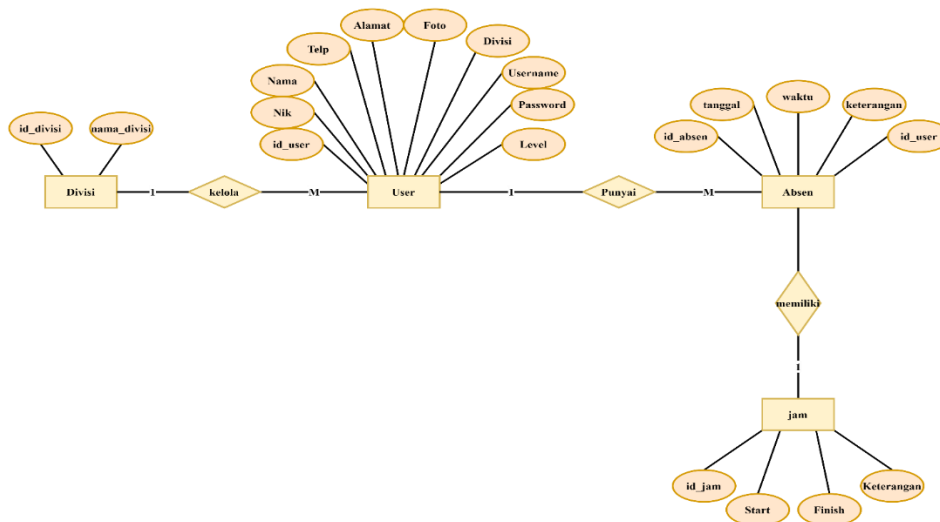 Alamat
Foto
Telp
Divisi
Nama
Username
Nik
Password
id_user
Level
id_divisi
nama_divisi
tanggal
waktu
keterangan
id_absen
id_user
Divisi
1
kelola
M
User
1
Punyai
M
Absen
memiliki
1
jam
id_jam
Start
Finish
Keterangan